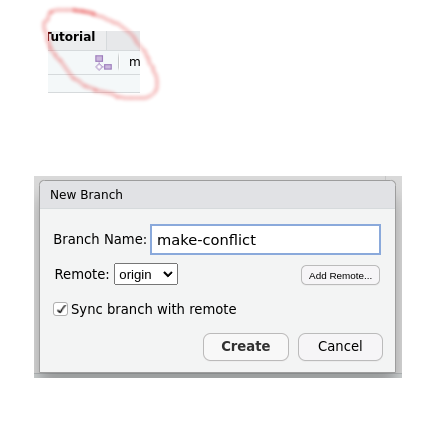 Tutorial
m
New Branch
Branch Name: make-conflict
Remote: origin Add Remote...
Sync branch with remote
Create Cancel